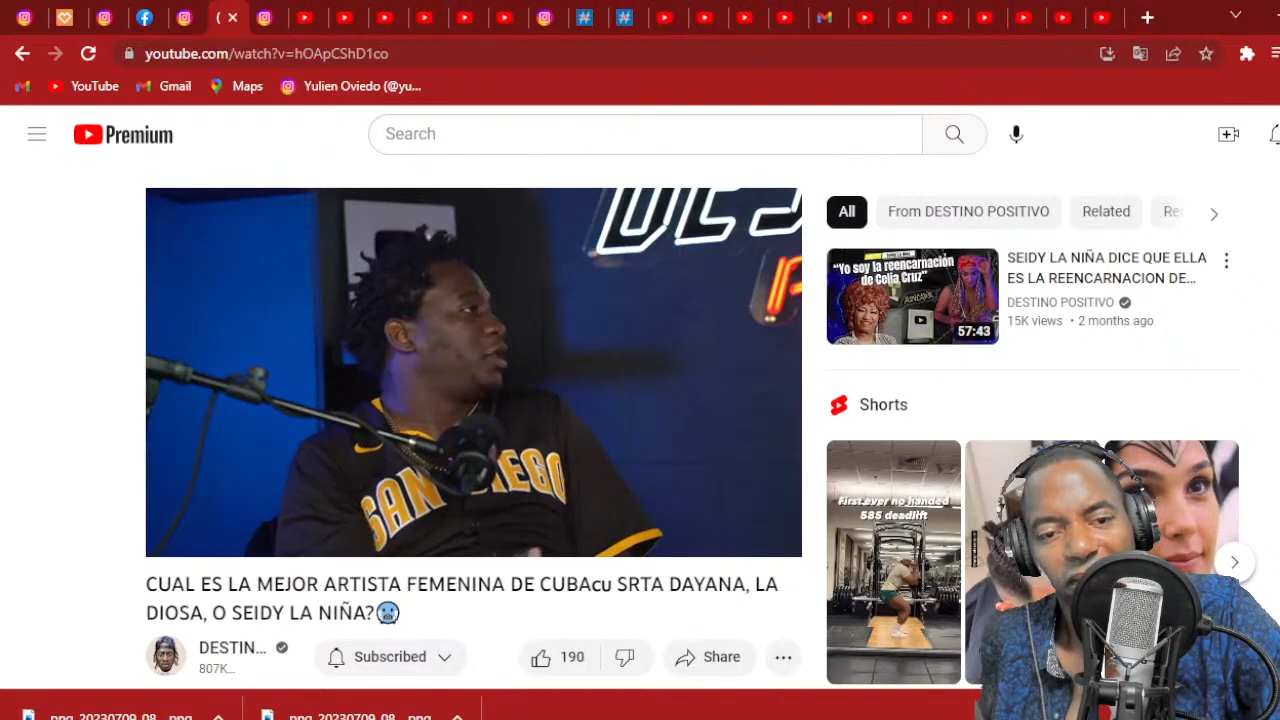 youtube.com/watch?v=hOApCShD1co
YouTube
Gmail
Maps
Yulien Oviedo (@yu...
Premium
Search
SAN DIEGO
All
From DESTINO POSITIVO
Related
"Yo soy la reencarnación
de Celia Cruz"
57:43
SEIDY LA NIÑA DICE QUE ELLA
ES LA REENCARNACION DE...
DESTINO POSITIVO
15K views • 2 months ago
Shorts
First ever no handed
585 deadlift
CUAL ES LA MEJOR ARTISTA FEMENINA DE CUBAcu SRTA DAYANA, LA
DIOSA, O SEIDY LA NIÑA?🥶
DESTIN...
807K...
Subscribed
190
Share